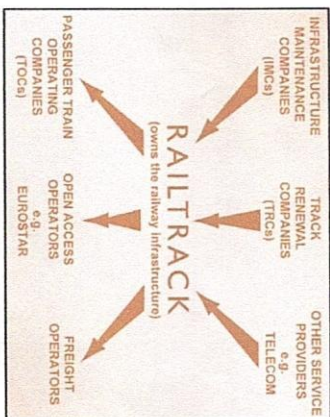 INFRASTRUCTURE
MAINTENANCE
COMPANIES
(IMCs)
TRACK
RENEWAL
COMPANIES
(TRCs)
OTHER SERVICE
PROVIDERS
e.g.
TELECOM
RAILTRACK
(owns the railway infrastructure)
PASSENGER TRAIN
OPERATING
COMPANIES
(TOCs)
OPEN ACCESS
OPERATORS
e.g.
EUROSTAR
FREIGHT
OPERATORS